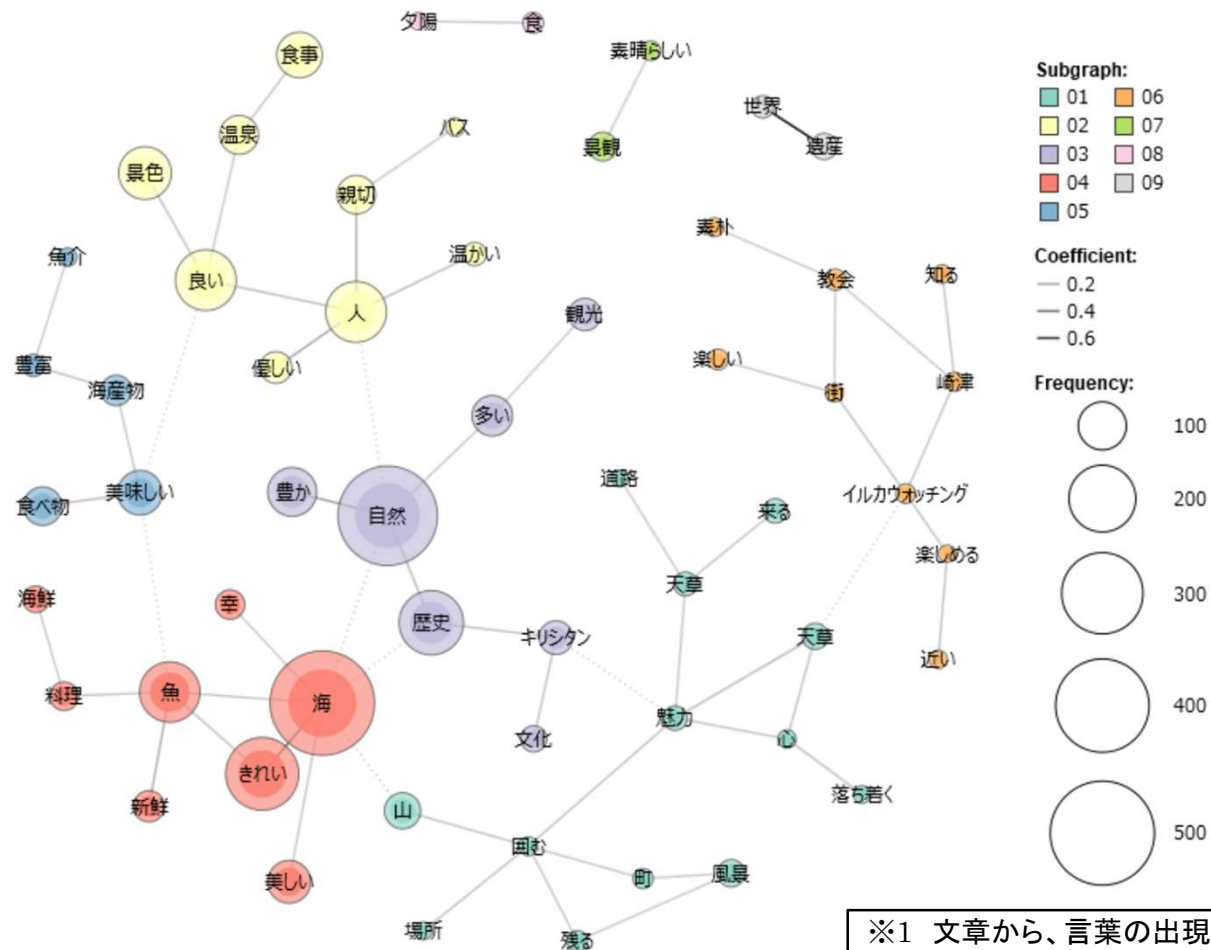 夕陽
食
食事
素晴らしい
世界
温泉
バス
景観
遺産
景色
親切
素朴
魚介
良い
人
温かい
教会
知る
観光
豊富
海産物
優しい
楽しい
街
崎津
多い
食べ物
美味しい
豊か
自然
道路
来る
イルカウォッチング
楽しめる
海鮮
幸
天草
歴史
キリシタン
天草
近い
料理
魚
海
魅力
文化
心
きれい
新鮮
山
落ち着く
囲む
美しい
町
風景
場所
残る
Subgraph:
01 06
02 07
03 08
04 09
05
Coefficient:
0.2
0.4
0.6
Frequency:
100
200
300
400
500
※1 文章から、言葉の出現